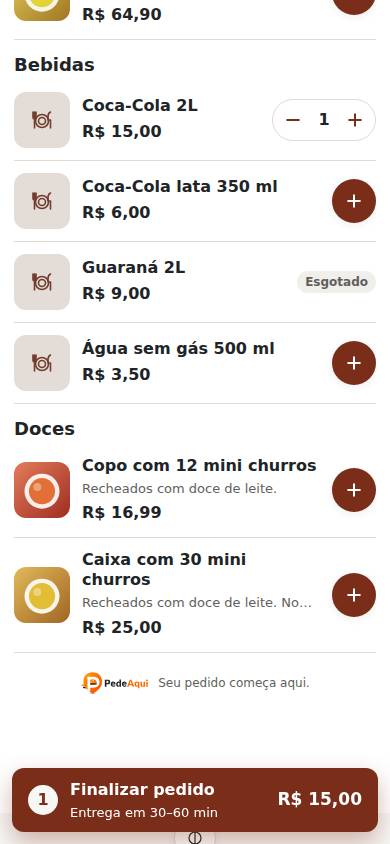 R$ 64,90
Bebidas
Coca-Cola 2L
R$ 15,00
1
Coca-Cola lata 350 ml
R$ 6,00
Guaraná 2L
R$ 9,00
Esgotado
Água sem gás 500 ml
R$ 3,50
Doces
Copo com 12 mini churros
Recheados com doce de leite.
R$ 16,99
Caixa com 30 mini
churros
Recheados com doce de leite. No…
R$ 25,00
PedeAqui Seu pedido começa aqui.
1
Finalizar pedido
Entrega em 30–60 min
R$ 15,00